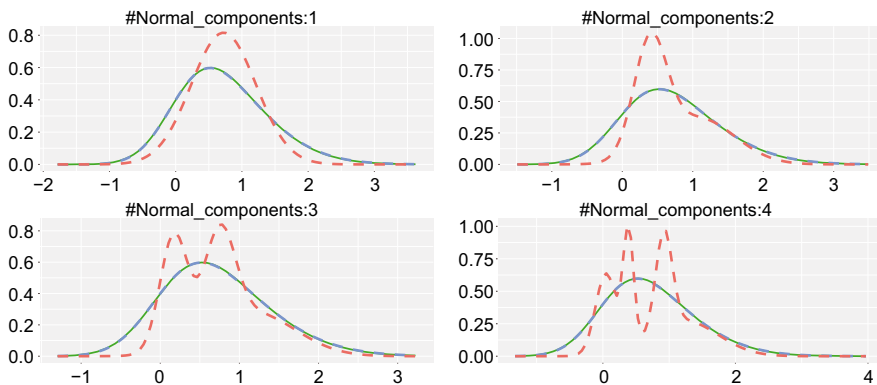 #Normal_components:1
0.8
0.6
0.4
0.2
0.0
−2 −1 0 1 2 3
#Normal_components:2
1.00
0.75
0.50
0.25
0.00
−1 0 1 2 3
#Normal_components:3
0.8
0.6
0.4
0.2
0.0
−1 0 1 2 3
#Normal_components:4
1.00
0.75
0.50
0.25
0.00
0 2 4